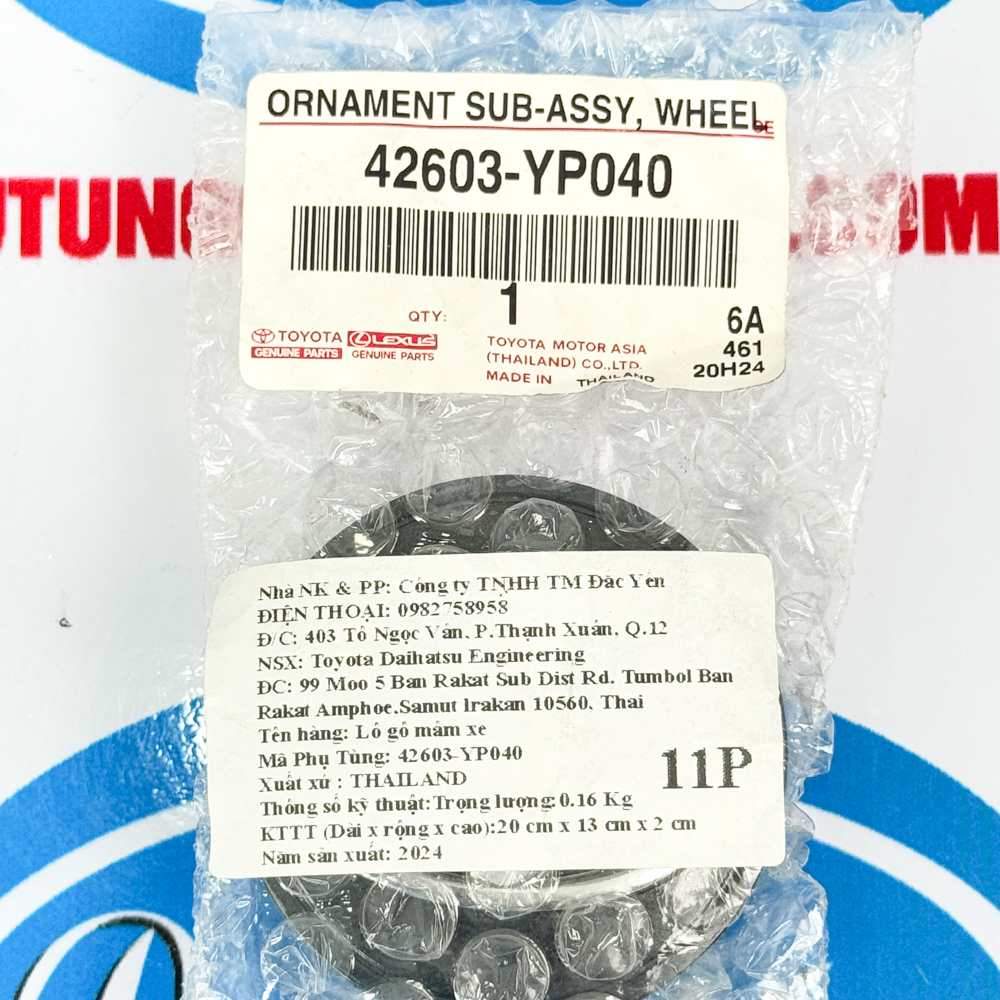 ORNAMENT SUB-ASSY, WHEEL
42603-YP040
QTY: 1
6A
461
20H24
TOYOTA
GENUINE PARTS
LEXUS
GENUINE PARTS
TOYOTA MOTOR ASIA
(THAILAND) CO.,LTD.
MADE IN THAILAND
Nhà NK & PP: Công ty TNHH TM Đắc Yến
ĐIỆN THOẠI: 0982758958
Đ/C: 403 Tô Ngọc Vân, P.Thạnh Xuân, Q.12
NSX: Toyota Daihatsu Engineering
ĐC: 99 Moo 5 Ban Rakat Sub Dist Rd. Tumbol Ban
Rakat Amphoe,Samut Irakan 10560, Thai
Tên hàng: Lô gô mâm xe
Mã Phụ Tùng: 42603-YP040
Xuất xứ : THAILAND
Thông số kỹ thuật:Trọng lượng:0.16 Kg
KTTT (Dài x rộng x cao):20 cm x 13 cm x 2 cm
Năm sản xuất: 2024
11P